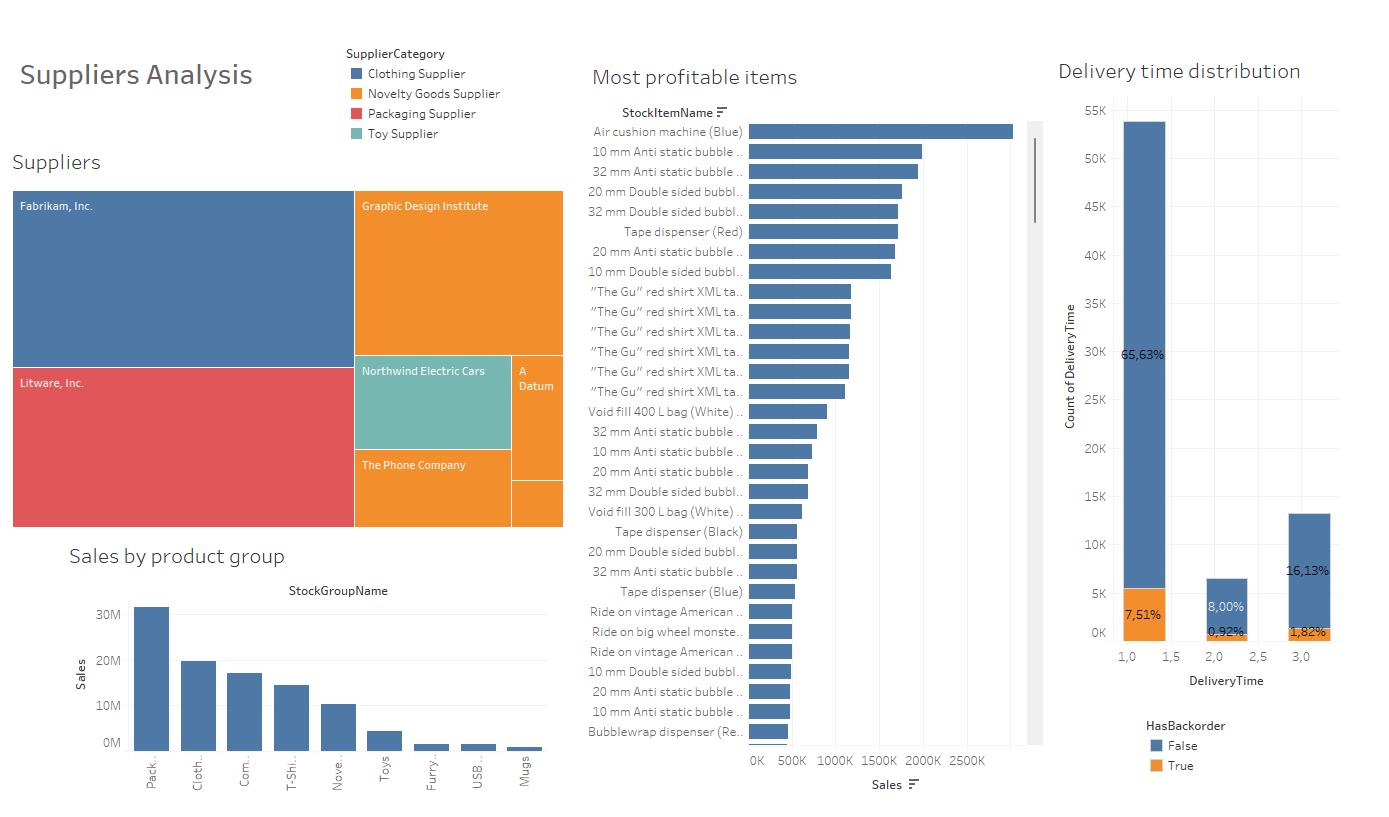 Suppliers Analysis
SupplierCategory
Clothing Supplier
Novelty Goods Supplier
Packaging Supplier
Toy Supplier
Suppliers
Fabrikam, Inc.
Graphic Design Institute
Litware, Inc.
Northwind Electric Cars
A
Datum
The Phone Company
Sales by product group
StockGroupName
Sales
30M
20M
10M
0M
Pack..
Cloth..
Com..
T-Shi..
Nove..
Toys
Furry..
USB ..
Mugs
Most profitable items
StockItemName
Air cushion machine (Blue)
10 mm Anti static bubble ..
32 mm Anti static bubble ..
20 mm Double sided bubbl..
32 mm Double sided bubbl..
Tape dispenser (Red)
20 mm Anti static bubble ..
10 mm Double sided bubbl..
"The Gu" red shirt XML ta..
"The Gu" red shirt XML ta..
"The Gu" red shirt XML ta..
"The Gu" red shirt XML ta..
"The Gu" red shirt XML ta..
"The Gu" red shirt XML ta..
Void fill 400 L bag (White) ..
32 mm Anti static bubble ..
10 mm Anti static bubble ..
20 mm Anti static bubble ..
32 mm Double sided bubbl..
Void fill 300 L bag (White) ..
Tape dispenser (Black)
20 mm Double sided bubbl..
32 mm Anti static bubble ..
Tape dispenser (Blue)
Ride on vintage American ..
Ride on big wheel monste..
Ride on vintage American ..
10 mm Double sided bubbl..
20 mm Anti static bubble ..
10 mm Anti static bubble ..
Bubblewrap dispenser (Re..
0K 500K 1000K 1500K 2000K 2500K
Sales
Delivery time distribution
Count of DeliveryTime
55K
50K
45K
40K
35K
30K
25K
20K
15K
10K
5K
0K
65,63%
7,51%
8,00%
0,92%
16,13%
1,82%
1,0 1,5 2,0 2,5 3,0
DeliveryTime
HasBackorder
False
True